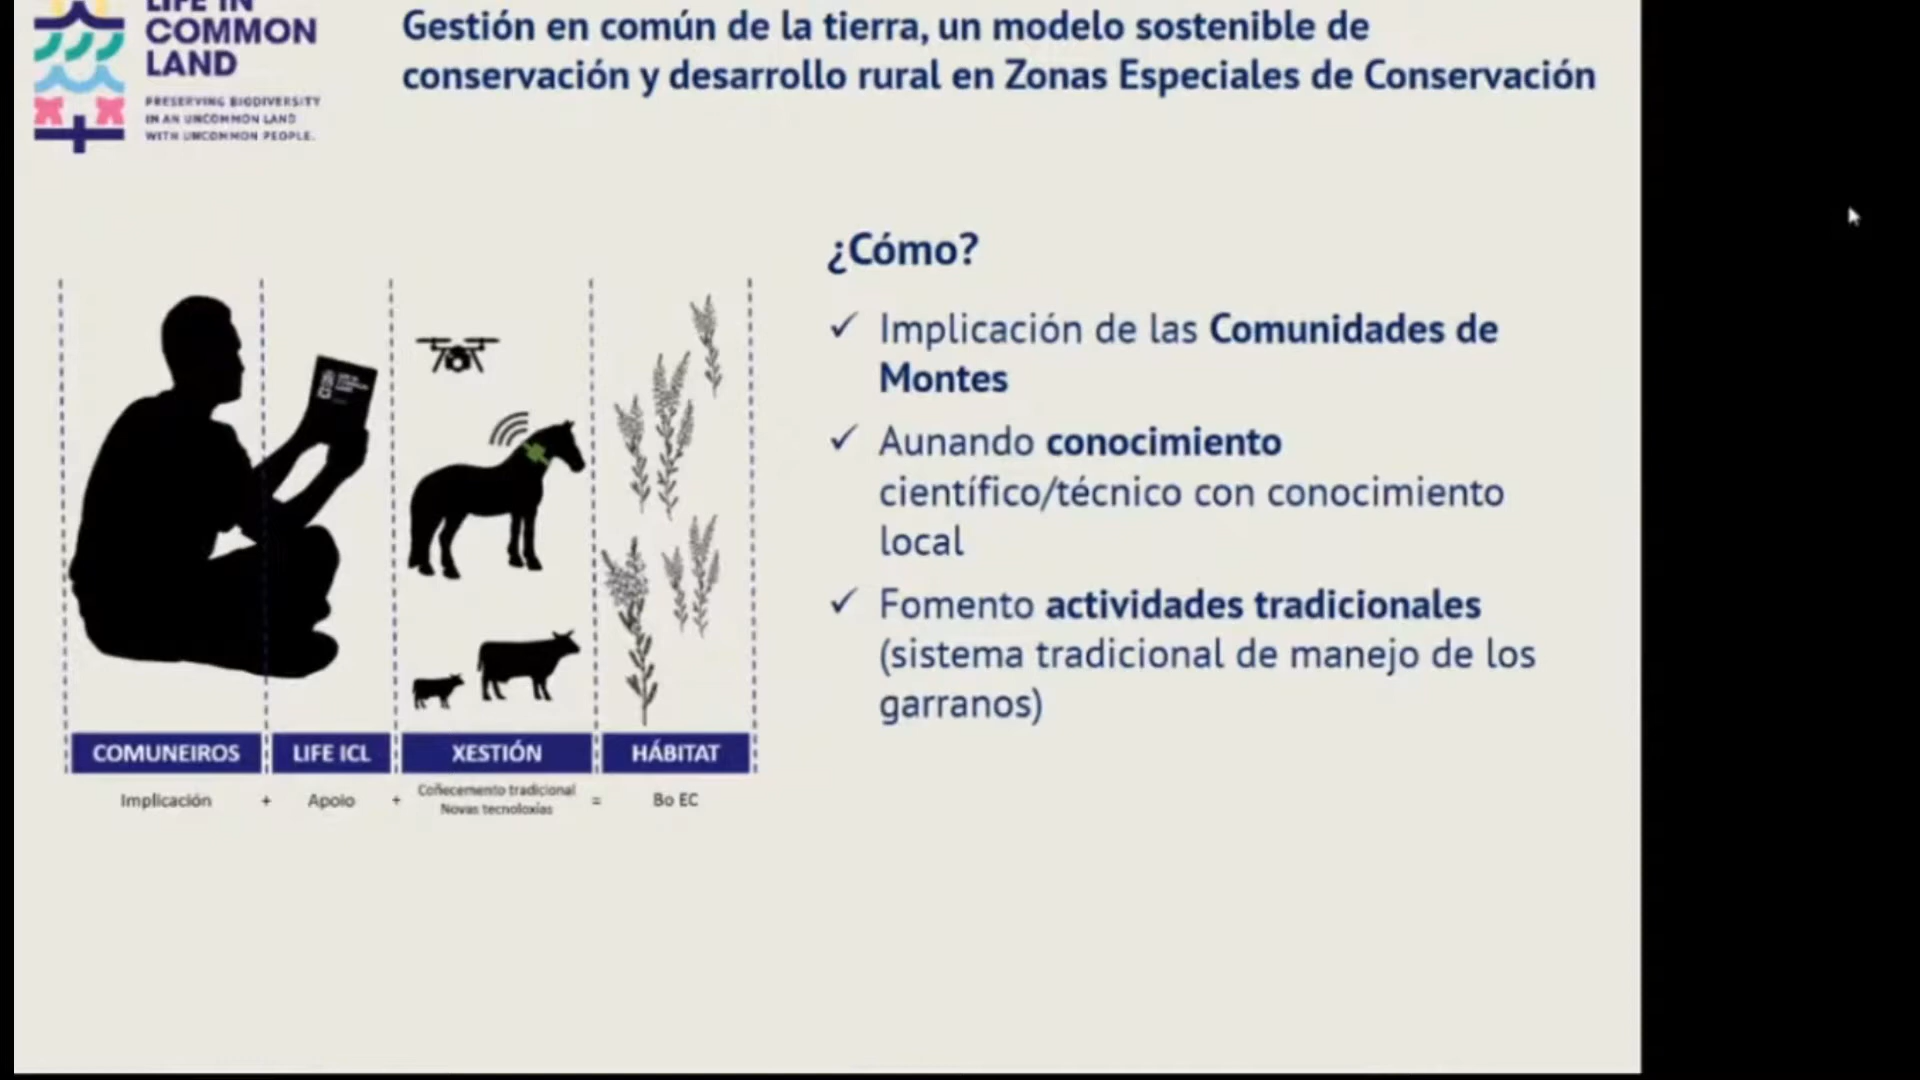 LIFE IN
COMMON
LAND
PRESERVING BIODIVERSITY
IN AN UNCOMMON LAND
WITH UNCOMMON PEOPLE.
Gestión en común de la tierra, un modelo sostenible de
conservación y desarrollo rural en Zonas Especiales de Conservación
¿Cómo?
✓ Implicación de las Comunidades de
Montes
✓ Aunando conocimiento
científico/técnico con conocimiento
local
✓ Fomento actividades tradicionales
(sistema tradicional de manejo de los
garranos)
COMUNEIROS LIFE ICL XESTIÓN HÁBITAT
Implicación + Apoio + Coñecemento tradicional = Bo EC
Novas tecnoloxías